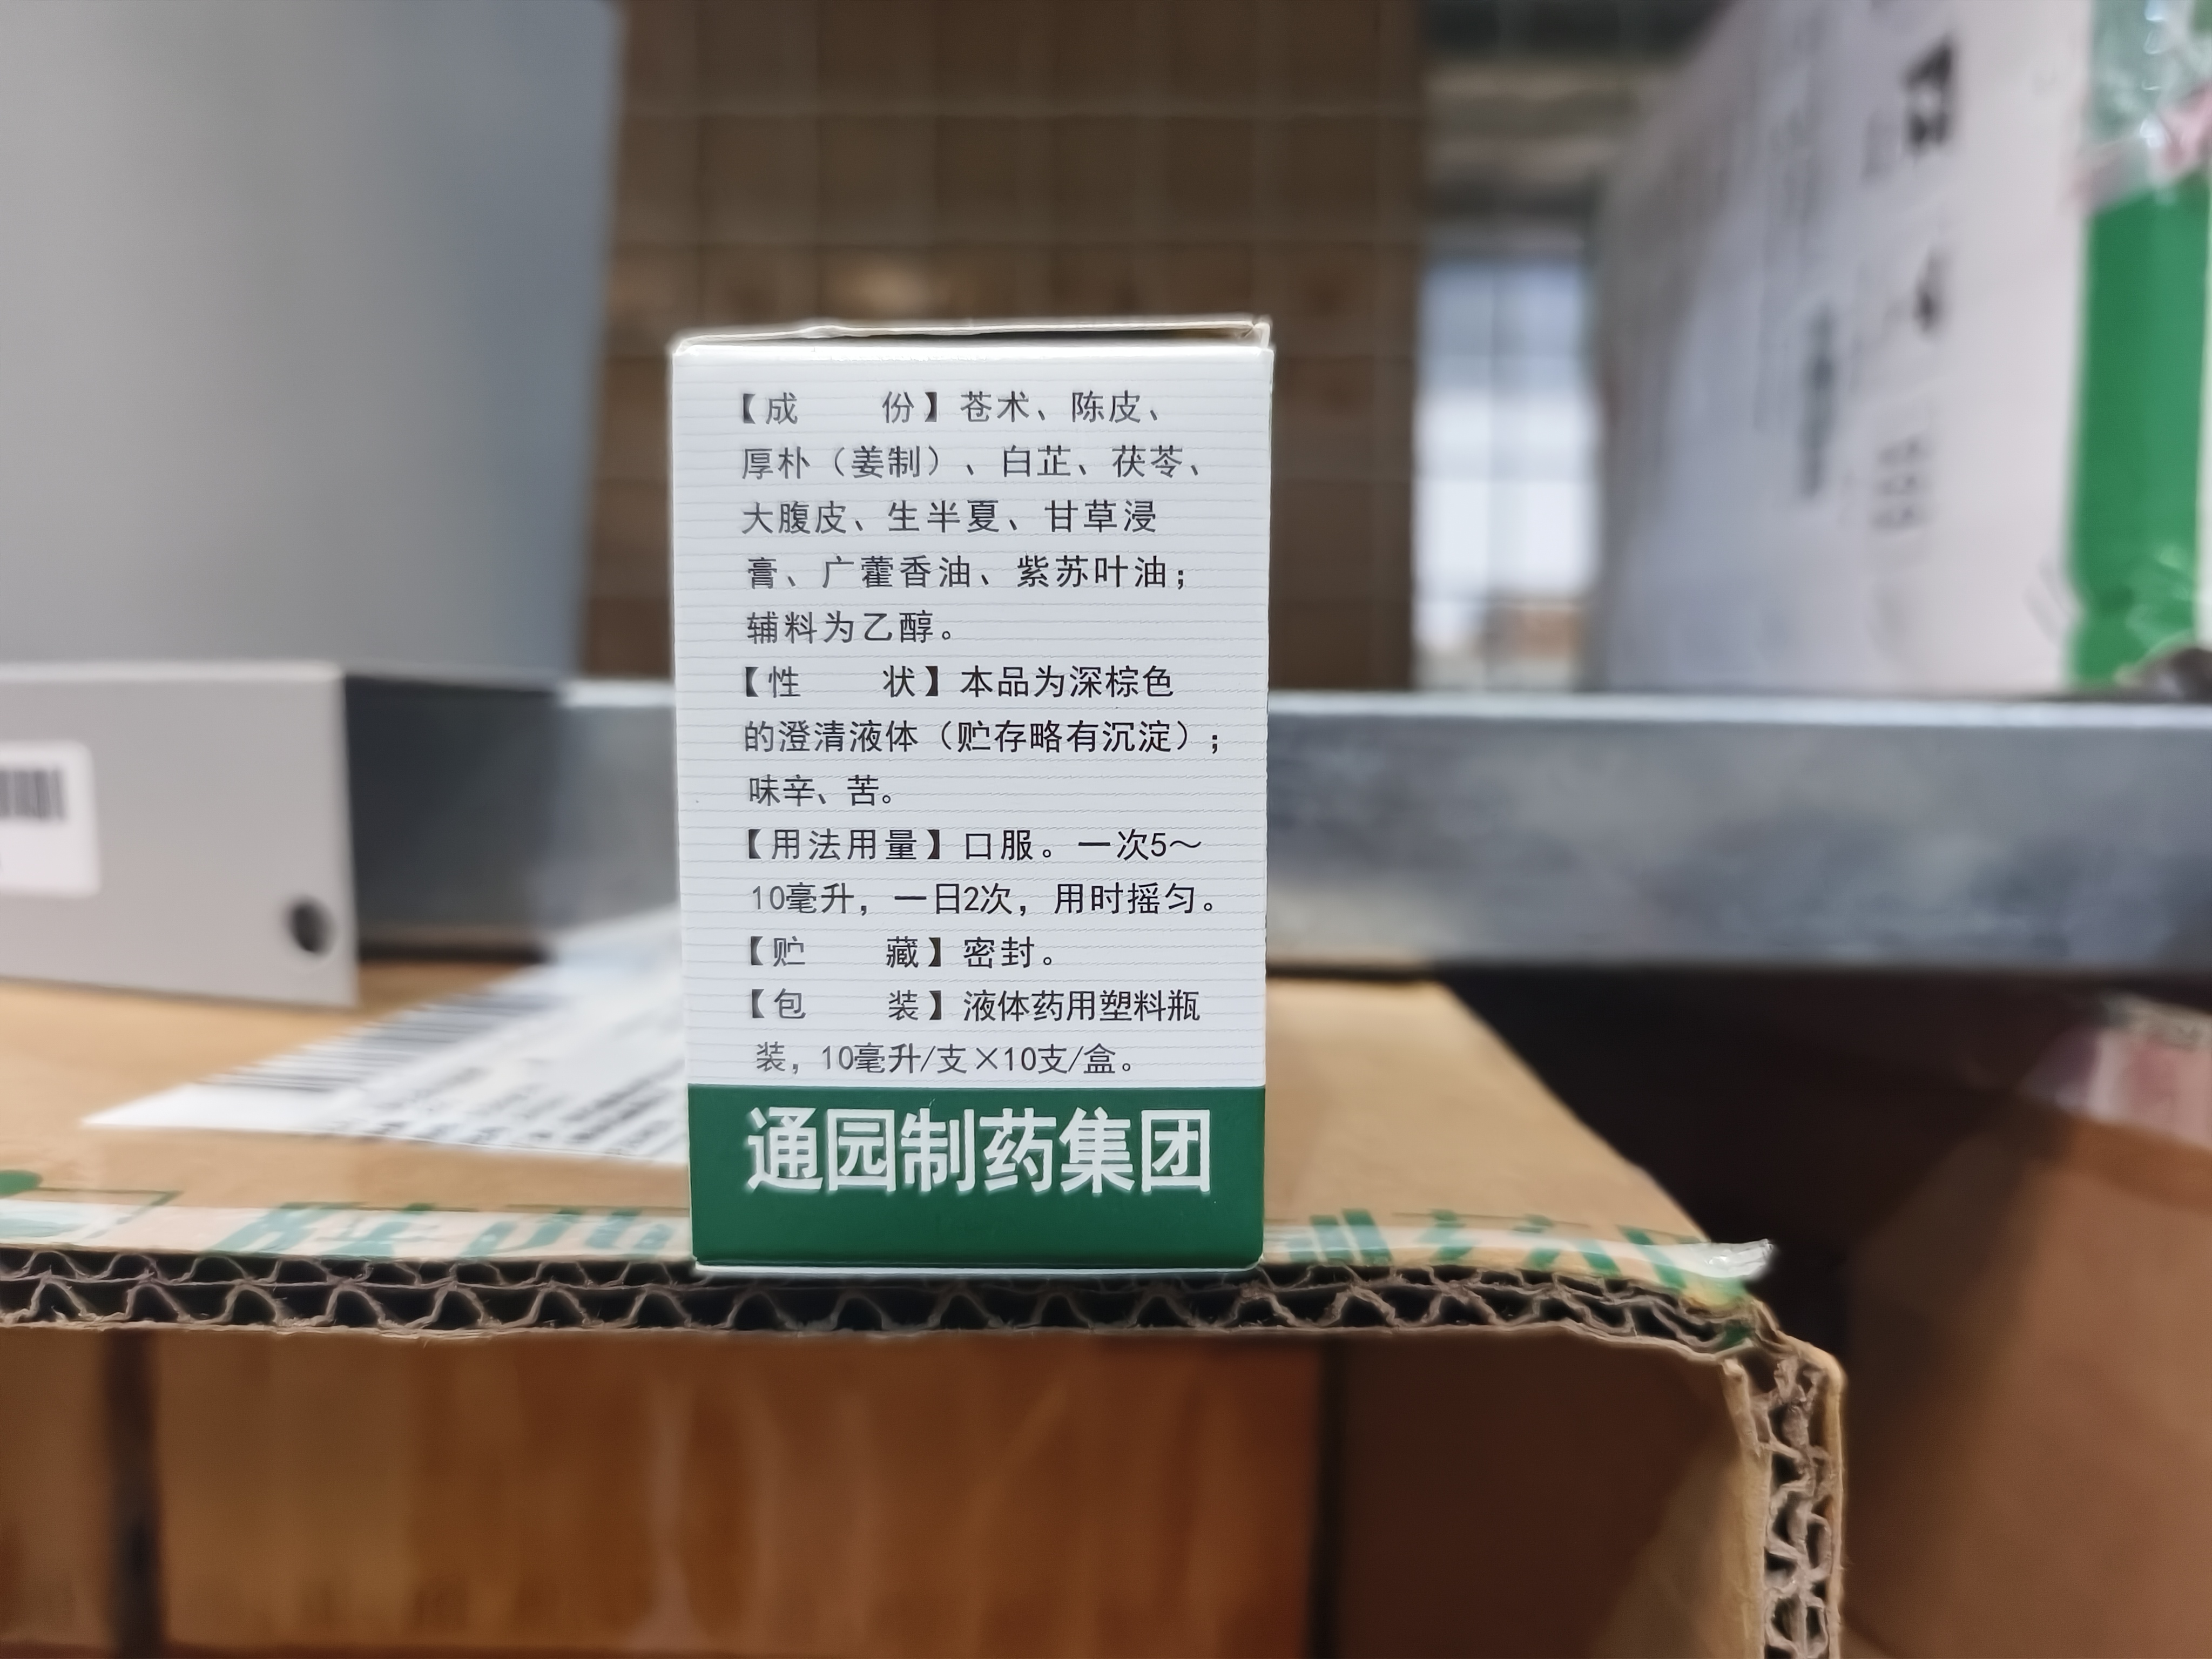 【成 份】苍术、陈皮、
厚朴（姜制）、白芷、茯苓、
大腹皮、生半夏、甘草浸
膏、广藿香油、紫苏叶油；
辅料为乙醇。
【性 状】本品为深棕色
的澄清液体（贮存略有沉淀）；
味辛、苦。
【用法用量】口服。一次5～
10毫升，一日2次，用时摇匀。
【贮 藏】密封。
【包 装】液体药用塑料瓶
装，10毫升/支×10支/盒。
通园制药集团